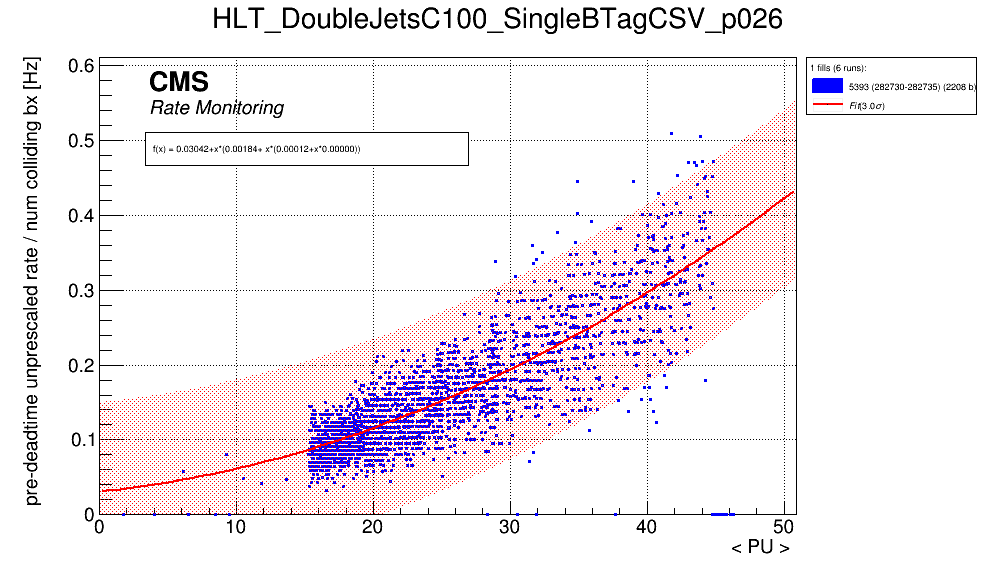 HLT_DoubleJetsC100_SingleBTagCSV_p026
pre-deadtime unprescaled rate / num colliding bx [Hz]
CMS
Rate Monitoring
f(x) = 0.03042+x*(0.00184+ x*(0.00012+x*0.00000))
0.6
0.5
0.4
0.3
0.2
0.1
0
0 10 20 30 40 50
< PU >
1 fills (6 runs):
5393 (282730-282735) (2208 b)
Fit(3.0σ)